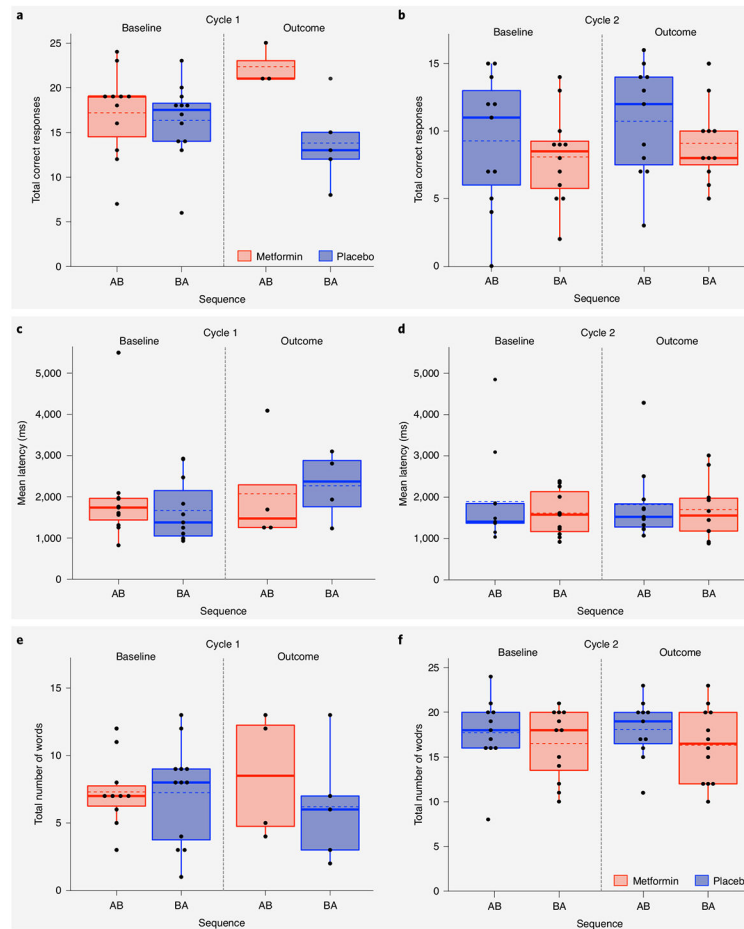 a
Cycle 1
Baseline
Outcome
Total correct responses
25
20
15
10
5
0
AB
BA
AB
BA
Metformin
Placebo
Sequence
b
Cycle 2
Baseline
Outcome
Total correct responses
15
10
5
0
AB
BA
AB
BA
Sequence
c
Cycle 1
Baseline
Outcome
Mean latency (ms)
5,000
4,000
3,000
2,000
1,000
0
AB
BA
AB
BA
Sequence
d
Cycle 2
Baseline
Outcome
Mean latency (ms)
5,000
4,000
3,000
2,000
1,000
0
AB
BA
AB
BA
Sequence
e
Cycle 1
Baseline
Outcome
Total number of words
15
10
5
0
AB
BA
AB
BA
Sequence
f
Cycle 2
Baseline
Outcome
Total number of wodrs
25
20
15
10
5
0
Metformin
Placeb
AB
BA
AB
BA
Sequence